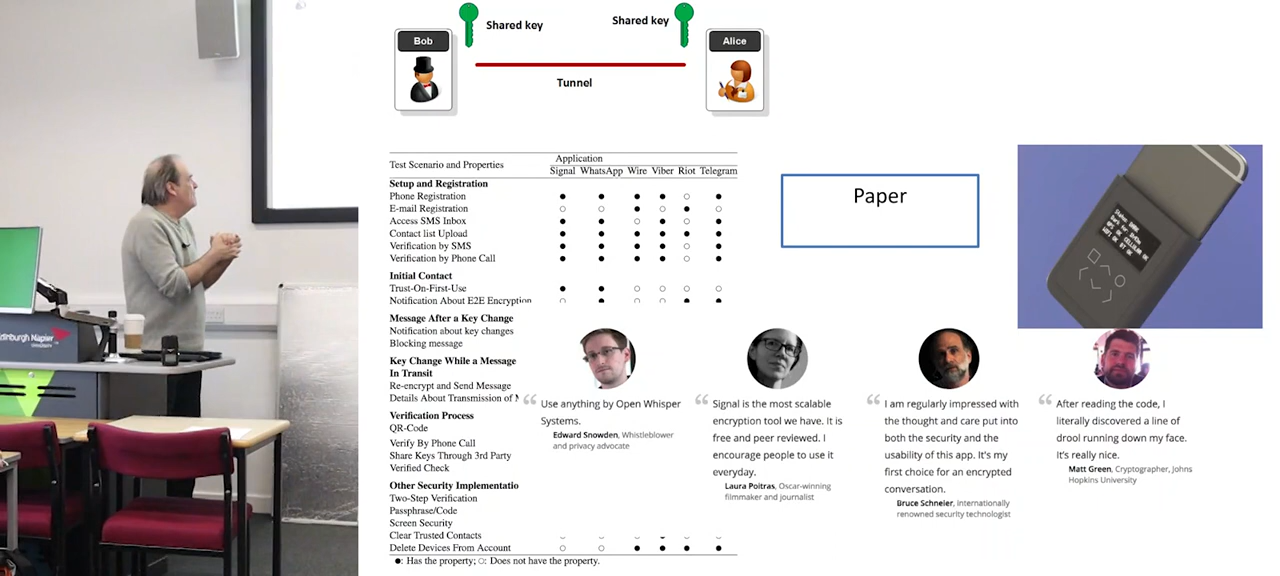 Shared key
Shared key
Bob
Alice
Tunnel
Application
Test Scenario and Properties
Signal WhatsApp Wire Viber Riot Telegram
Setup and Registration
Phone Registration ● ● ● ● ○ ●
E-mail Registration ○ ○ ● ○ ● ○
Access SMS Inbox ● ● ○ ● ○ ●
Contact list Upload ● ● ● ● ● ●
Verification by SMS ● ● ● ● ○ ●
Verification by Phone Call ● ● ● ● ○ ●
Initial Contact
Trust-On-First-Use ● ● ○ ○ ○ ○
Notification About E2E Encryption ○ ● ○ ○ ● ●
Message After a Key Change
Notification about key changes
Blocking message
Key Change While a Message
In Transit
Re-encrypt and Send Message
Details About Transmission of
Verification Process
QR-Code
Verify By Phone Call
Share Keys Through 3rd Party
Verified Check
Other Security Implementatio
Two-Step Verification
Passphrase/Code
Screen Security
Clear Trusted Contacts
Delete Devices From Account ○ ○ ● ● ● ●
●: Has the property; ○: Does not have the property.
Paper
“ Use anything by Open Whisper
Systems.
Edward Snowden, Whistleblower
and privacy advocate
“ Signal is the most scalable
encryption tool we have. It is
free and peer reviewed. I
encourage people to use it
everyday.
Laura Poitras, Oscar-winning
filmmaker and journalist
“ I am regularly impressed with
the thought and care put into
both the security and the
usability of this app. It's my
first choice for an encrypted
conversation.
Bruce Schneier, Internationally
renowned security technologist
“ After reading the code, I
literally discovered a line of
drool running down my face.
It's really nice.
Matt Green, Cryptographer, Johns
Hopkins University
Edinburgh Napier
UNIVERSITY